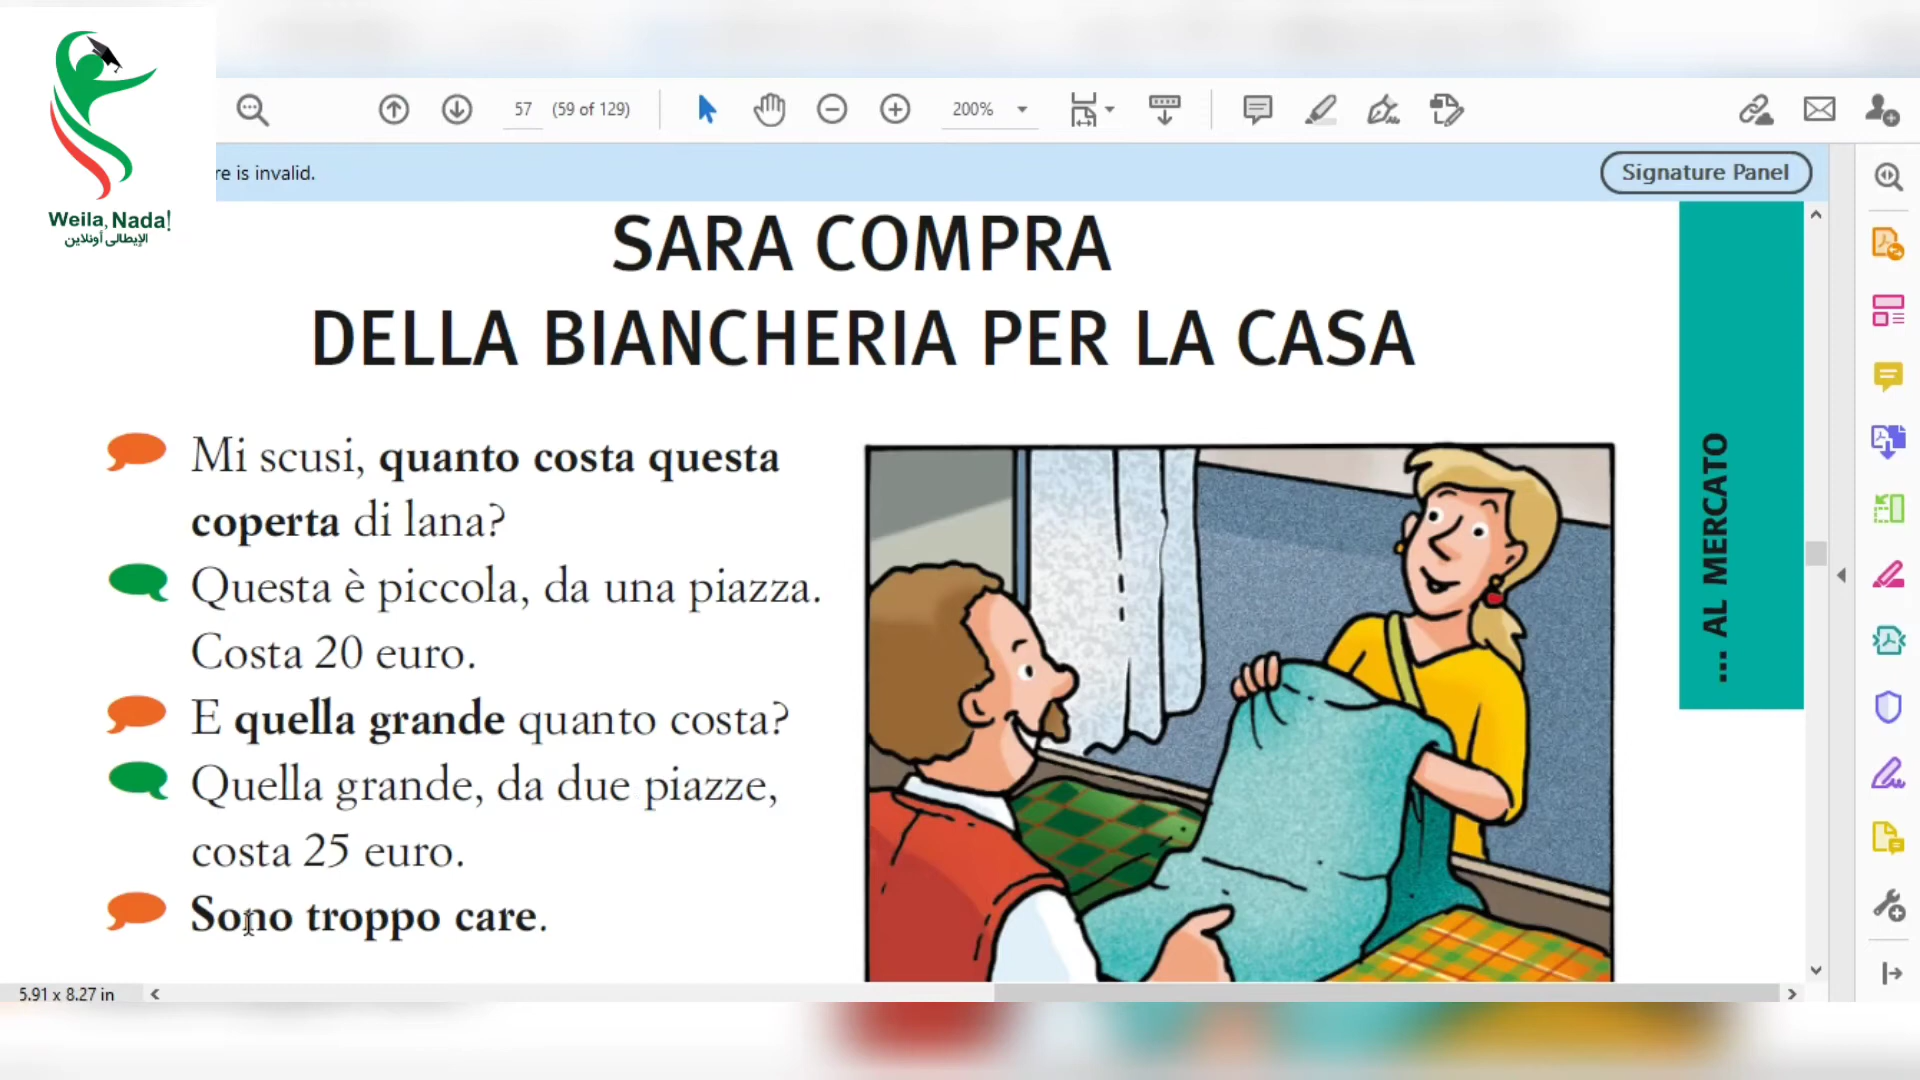 Weila, Nada!
الإيطالى أونلاين
57 (59 of 129)
200%
re is invalid.
Signature Panel
SARA COMPRA
DELLA BIANCHERIA PER LA CASA
Mi scusi, quanto costa questa
coperta di lana?
Questa è piccola, da una piazza.
Costa 20 euro.
E quella grande quanto costa?
Quella grande, da due piazze,
costa 25 euro.
Sono troppo care.
... AL MERCATO
5.91 x 8.27 in